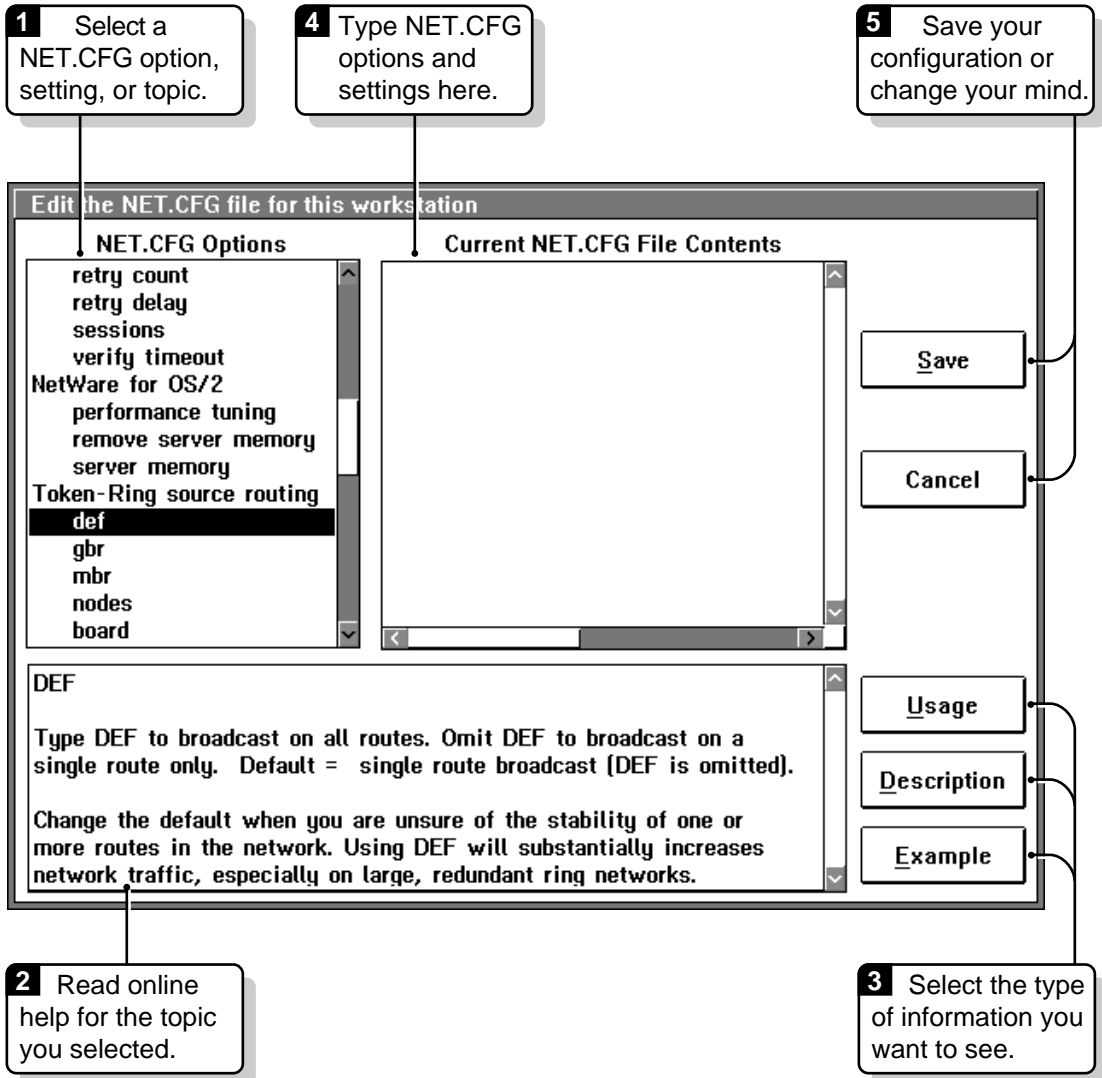 1 Select a
NET.CFG option,
setting, or topic.
4 Type NET.CFG
options and
settings here.
5 Save your
configuration or
change your mind.
Edit the NET.CFG file for this workstation
NET.CFG Options
retry count
retry delay
sessions
verify timeout
NetWare for OS/2
performance tuning
remove server memory
server memory
Token-Ring source routing
def
gbr
mbr
nodes
board
Current NET.CFG File Contents
Save
Cancel
DEF
Type DEF to broadcast on all routes. Omit DEF to broadcast on a
single route only. Default = single route broadcast (DEF is omitted).
Change the default when you are unsure of the stability of one or
more routes in the network. Using DEF will substantially increases
network traffic, especially on large, redundant ring networks.
Usage
Description
Example
2 Read online
help for the topic
you selected.
3 Select the type
of information you
want to see.